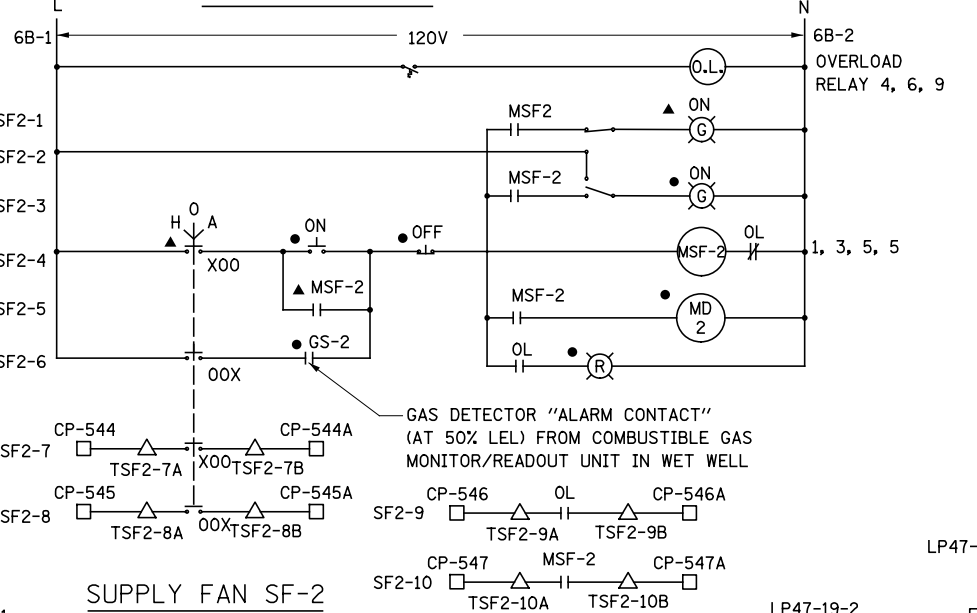 L
N
6B-1
120V
6B-2
O.L.
OVERLOAD
RELAY 4, 6, 9
SF2-1
MSF2
ON
G
SF2-2
SF2-3
MSF-2
ON
G
H O A
SF2-4
X00
ON
OFF
MSF-2
OL
1, 3, 5, 5
SF2-5
MSF-2
MSF-2
MD
2
SF2-6
00X
GS-2
OL
R
GAS DETECTOR "ALARM CONTACT"
(AT 50% LEL) FROM COMBUSTIBLE GAS
MONITOR/READOUT UNIT IN WET WELL
SF2-7
CP-544
TSF2-7A
X00
TSF2-7B
CP-544A
SF2-8
CP-545
TSF2-8A
00X
TSF2-8B
CP-545A
SF2-9
CP-546
TSF2-9A
OL
TSF2-9B
CP-546A
SF2-10
CP-547
TSF2-10A
MSF-2
TSF2-10B
CP-547A
LP47-
SUPPLY FAN SF-2
LP47-19-2